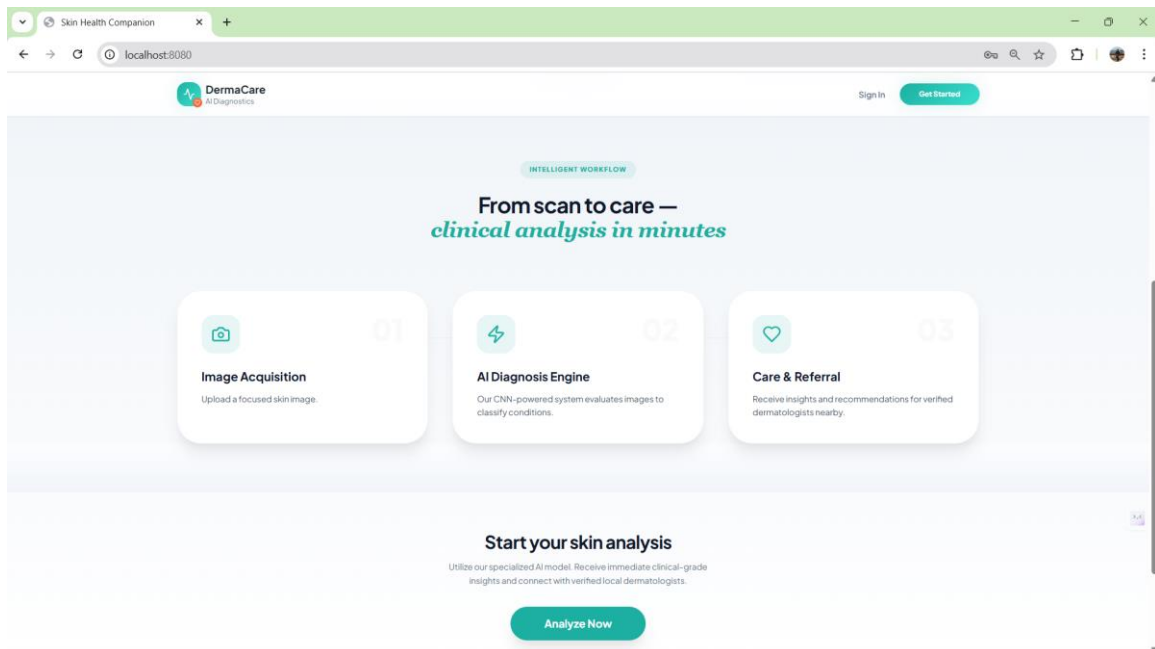 Skin Health Companion
localhost:8080
DermaCare
AI Diagnostics
Sign In
Get Started
INTELLIGENT WORKFLOW
From scan to care —
clinical analysis in minutes
01
Image Acquisition
Upload a focused skin image.
02
AI Diagnosis Engine
Our CNN-powered system evaluates images to
classify conditions.
03
Care & Referral
Receive insights and recommendations for verified
dermatologists nearby.
Start your skin analysis
Utilize our specialized AI model. Receive immediate clinical-grade
insights and connect with verified local dermatologists.
Analyze Now